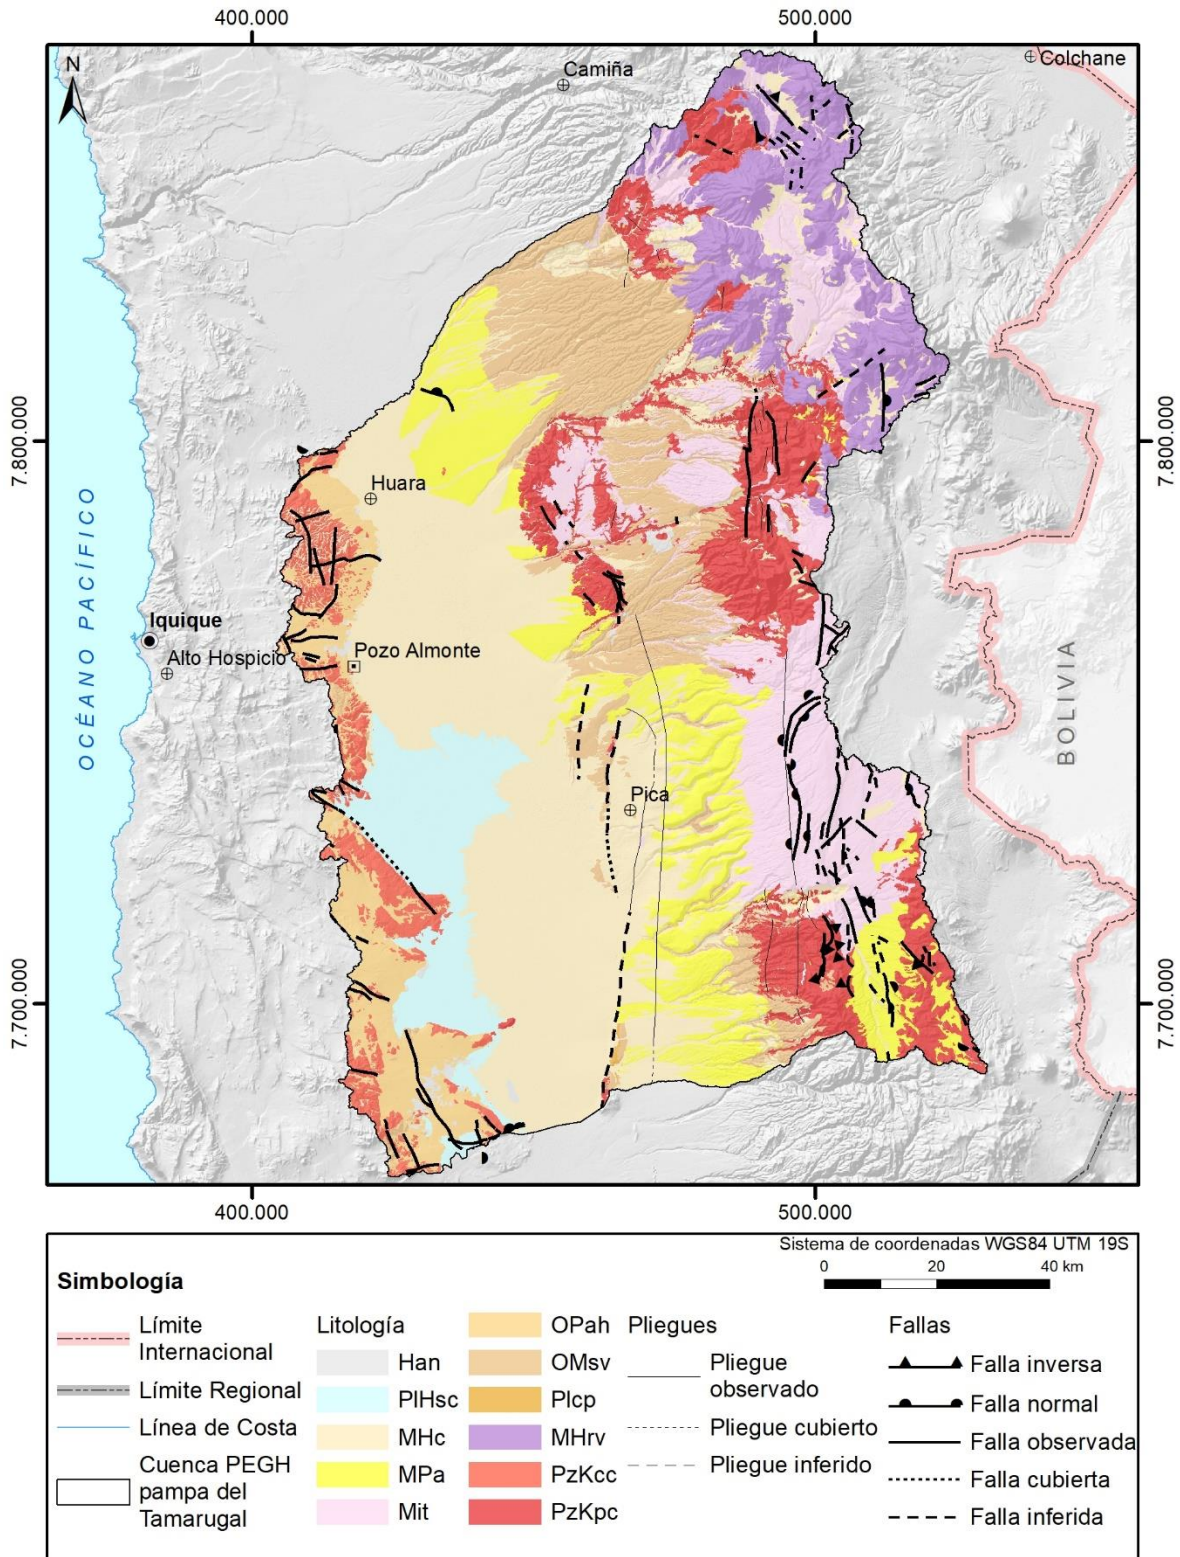 400.000
500.000
N
Camiña
Colchane
7.800.000
7.800.000
Huara
OCÉANO PACÍFICO
Iquique
Alto Hospicio
Pozo Almonte
BOLIVIA
Pica
7.700.000
7.700.000
400.000
500.000
Sistema de coordenadas WGS84 UTM 19S
0 20 40 km
Simbología
Límite
Internacional
Límite Regional
Línea de Costa
Cuenca PEGH
pampa del
Tamarugal
Litología
Han
PlHsc
MHc
MPa
Mit
OPah
OMsv
Plcp
MHrv
PzKcc
PzKpc
Pliegues
Pliegue
observado
Pliegue cubierto
Pliegue inferido
Fallas
Falla inversa
Falla normal
Falla observada
Falla cubierta
Falla inferida